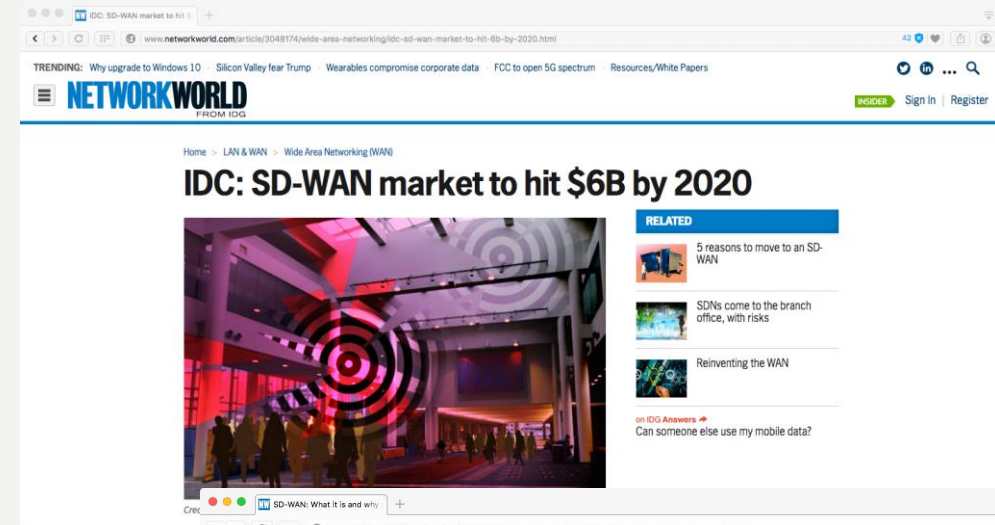 IDC: SD-WAN market to hit
www.networkworld.com/article/3048174/wide-area-networking/idc-sd-wan-market-to-hit-6b-by-2020.html
42
TRENDING: Why upgrade to Windows 10 Silicon Valley fear Trump Wearables compromise corporate data FCC to open 5G spectrum Resources/White Papers
NETWORKWORLD
FROM IDG
INSIDER Sign In | Register
Home > LAN & WAN > Wide Area Networking (WAN)
IDC: SD-WAN market to hit $6B by 2020
RELATED
5 reasons to move to an SD-
WAN
SDNs come to the branch
office, with risks
Reinventing the WAN
on IDG Answers
Can someone else use my mobile data?
SD-WAN: What it is and why